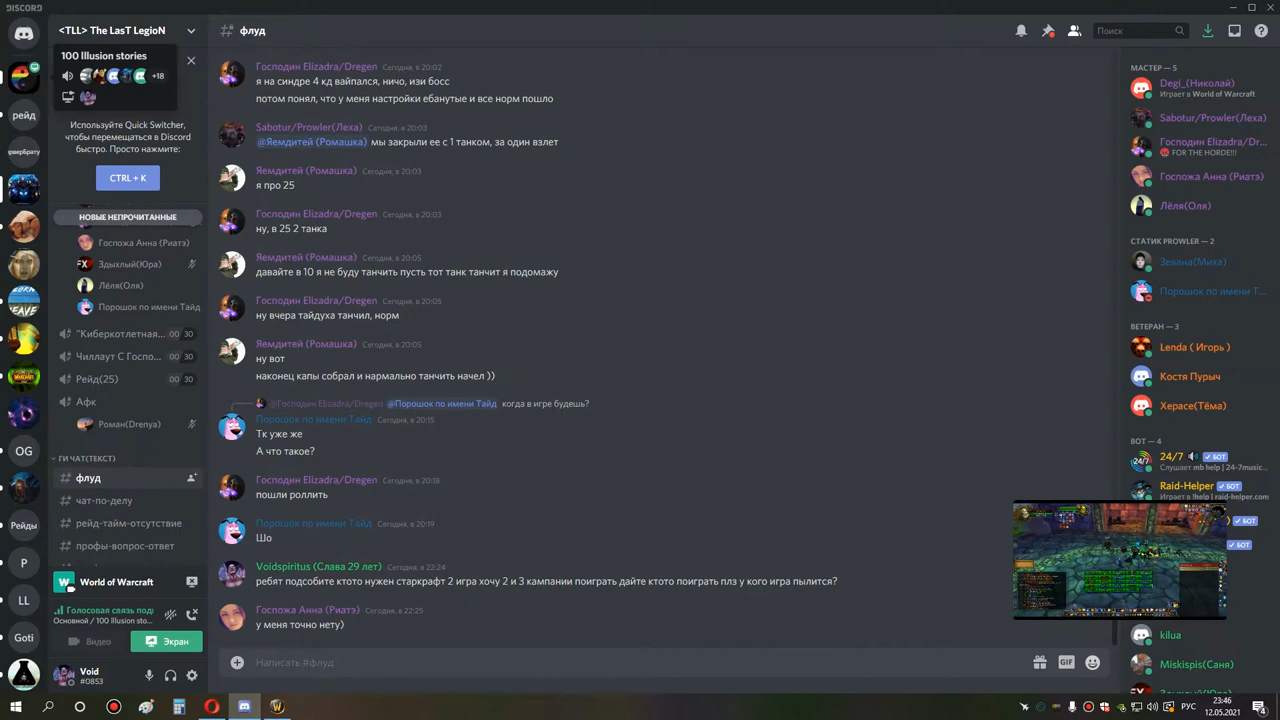 DISCORD
<TLL> The LasT LegioN
100 Illusion stories
+18
Используте Quick Switcher,
чтобы перемещаться в Discord
быстро. Просто нажмите:
CTRL + K
НОВЫЕ НЕПРОЧИТАННЫЕ
Госпожа Анна (Риатэ)
Здыхлый(Юра)
Лёля(Оля)
Порошок по имени Тайд
"Киберкотлетная... 00 30
Чиллаут С Госпо... 00 30
Рейд(25) 00 30
Афк
Роман(Drenya)
ГИ ЧАТ(ТЕКСТ)
флуд
чат-по-делу
рейд-тайм-отсутствие
профы-вопрос-ответ
World of Warcraft
Голосовая связь подк
Основной / 100 Illusion sto...
Видео
Экран
Void
#0853
рейд
OG
Рейды
P
LL
Goti
флуд
Поиск
Господин Elizadra/Dregen Сегодня, в 20:02
я на синдре 4 кд вайпался, ничо, изи босс
потом понял, что у меня настройки ебанутые и все норм пошло
Sabotur/Prowler(Леха) Сегодня, в 20:03
@Яемдитей (Ромашка) мы закрыли ее с 1 танком, за один взлет
Яемдитей (Ромашка) Сегодня, в 20:03
я про 25
Господин Elizadra/Dregen Сегодня, в 20:03
ну, в 25 2 танка
Яемдитей (Ромашка) Сегодня, в 20:05
давайте в 10 я не буду танчить пусть тот танк танчит я подомажу
Господин Elizadra/Dregen Сегодня, в 20:05
ну вчера тайдуха танчил, норм
Яемдитей (Ромашка) Сегодня, в 20:05
ну вот
наконец капы собрал и нармально танчить начел ))
@Господин Elizadra/Dregen @Порошок по имени Тайд когда в игре будешь?
Порошок по имени Тайд Сегодня, в 20:15
Тк уже же
А что такое?
Господин Elizadra/Dregen Сегодня, в 20:18
пошли роллить
Порошок по имени Тайд Сегодня, в 20:19
Шо
Voidspiritus (Слава 29 лет) Сегодня, в 22:24
ребят подсобите ктото нужен старкрафт 2 игра хочу 2 и 3 кампании поиграть дайте ктото поиграть плз у кого игра пылится?
Госпожа Анна (Риатэ) Сегодня, в 22:25
у меня точно нету)
Написать #флуд
GIF
МАСТЕР — 5
Degi_(Николай)
Играет в World of Warcraft
Sabotur/Prowler(Леха)
Господин Elizadra/Dr...
FOR THE HORDE!!!
Госпожа Анна (Риатэ)
Лёля(Оля)
СТАТИК PROWLER — 2
Зевана(Миха)
Порошок по имени Т...
ВЕТЕРАН — 3
Lenda ( Игорь )
Костя Пурыч
Херасе(Тёма)
БОТ — 4
24/7 БОТ
Слушает mb help | 24-7music...
Raid-Helper БОТ
Играет в !help | raid-helper.com
БОТ
БОТ
kilua
Miskispis(Саня)
Здыхлый(Юра)
РУС
23:46
12.05.2021
4